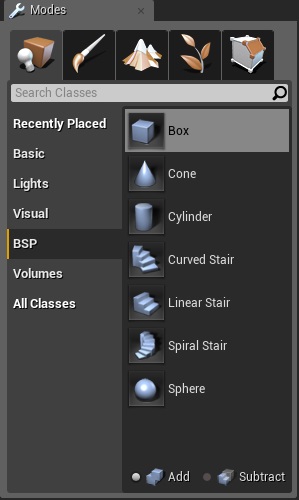 Modes
Search Classes
Recently Placed
Basic
Lights
Visual
BSP
Volumes
All Classes
Box
Cone
Cylinder
Curved Stair
Linear Stair
Spiral Stair
Sphere
Add
Subtract